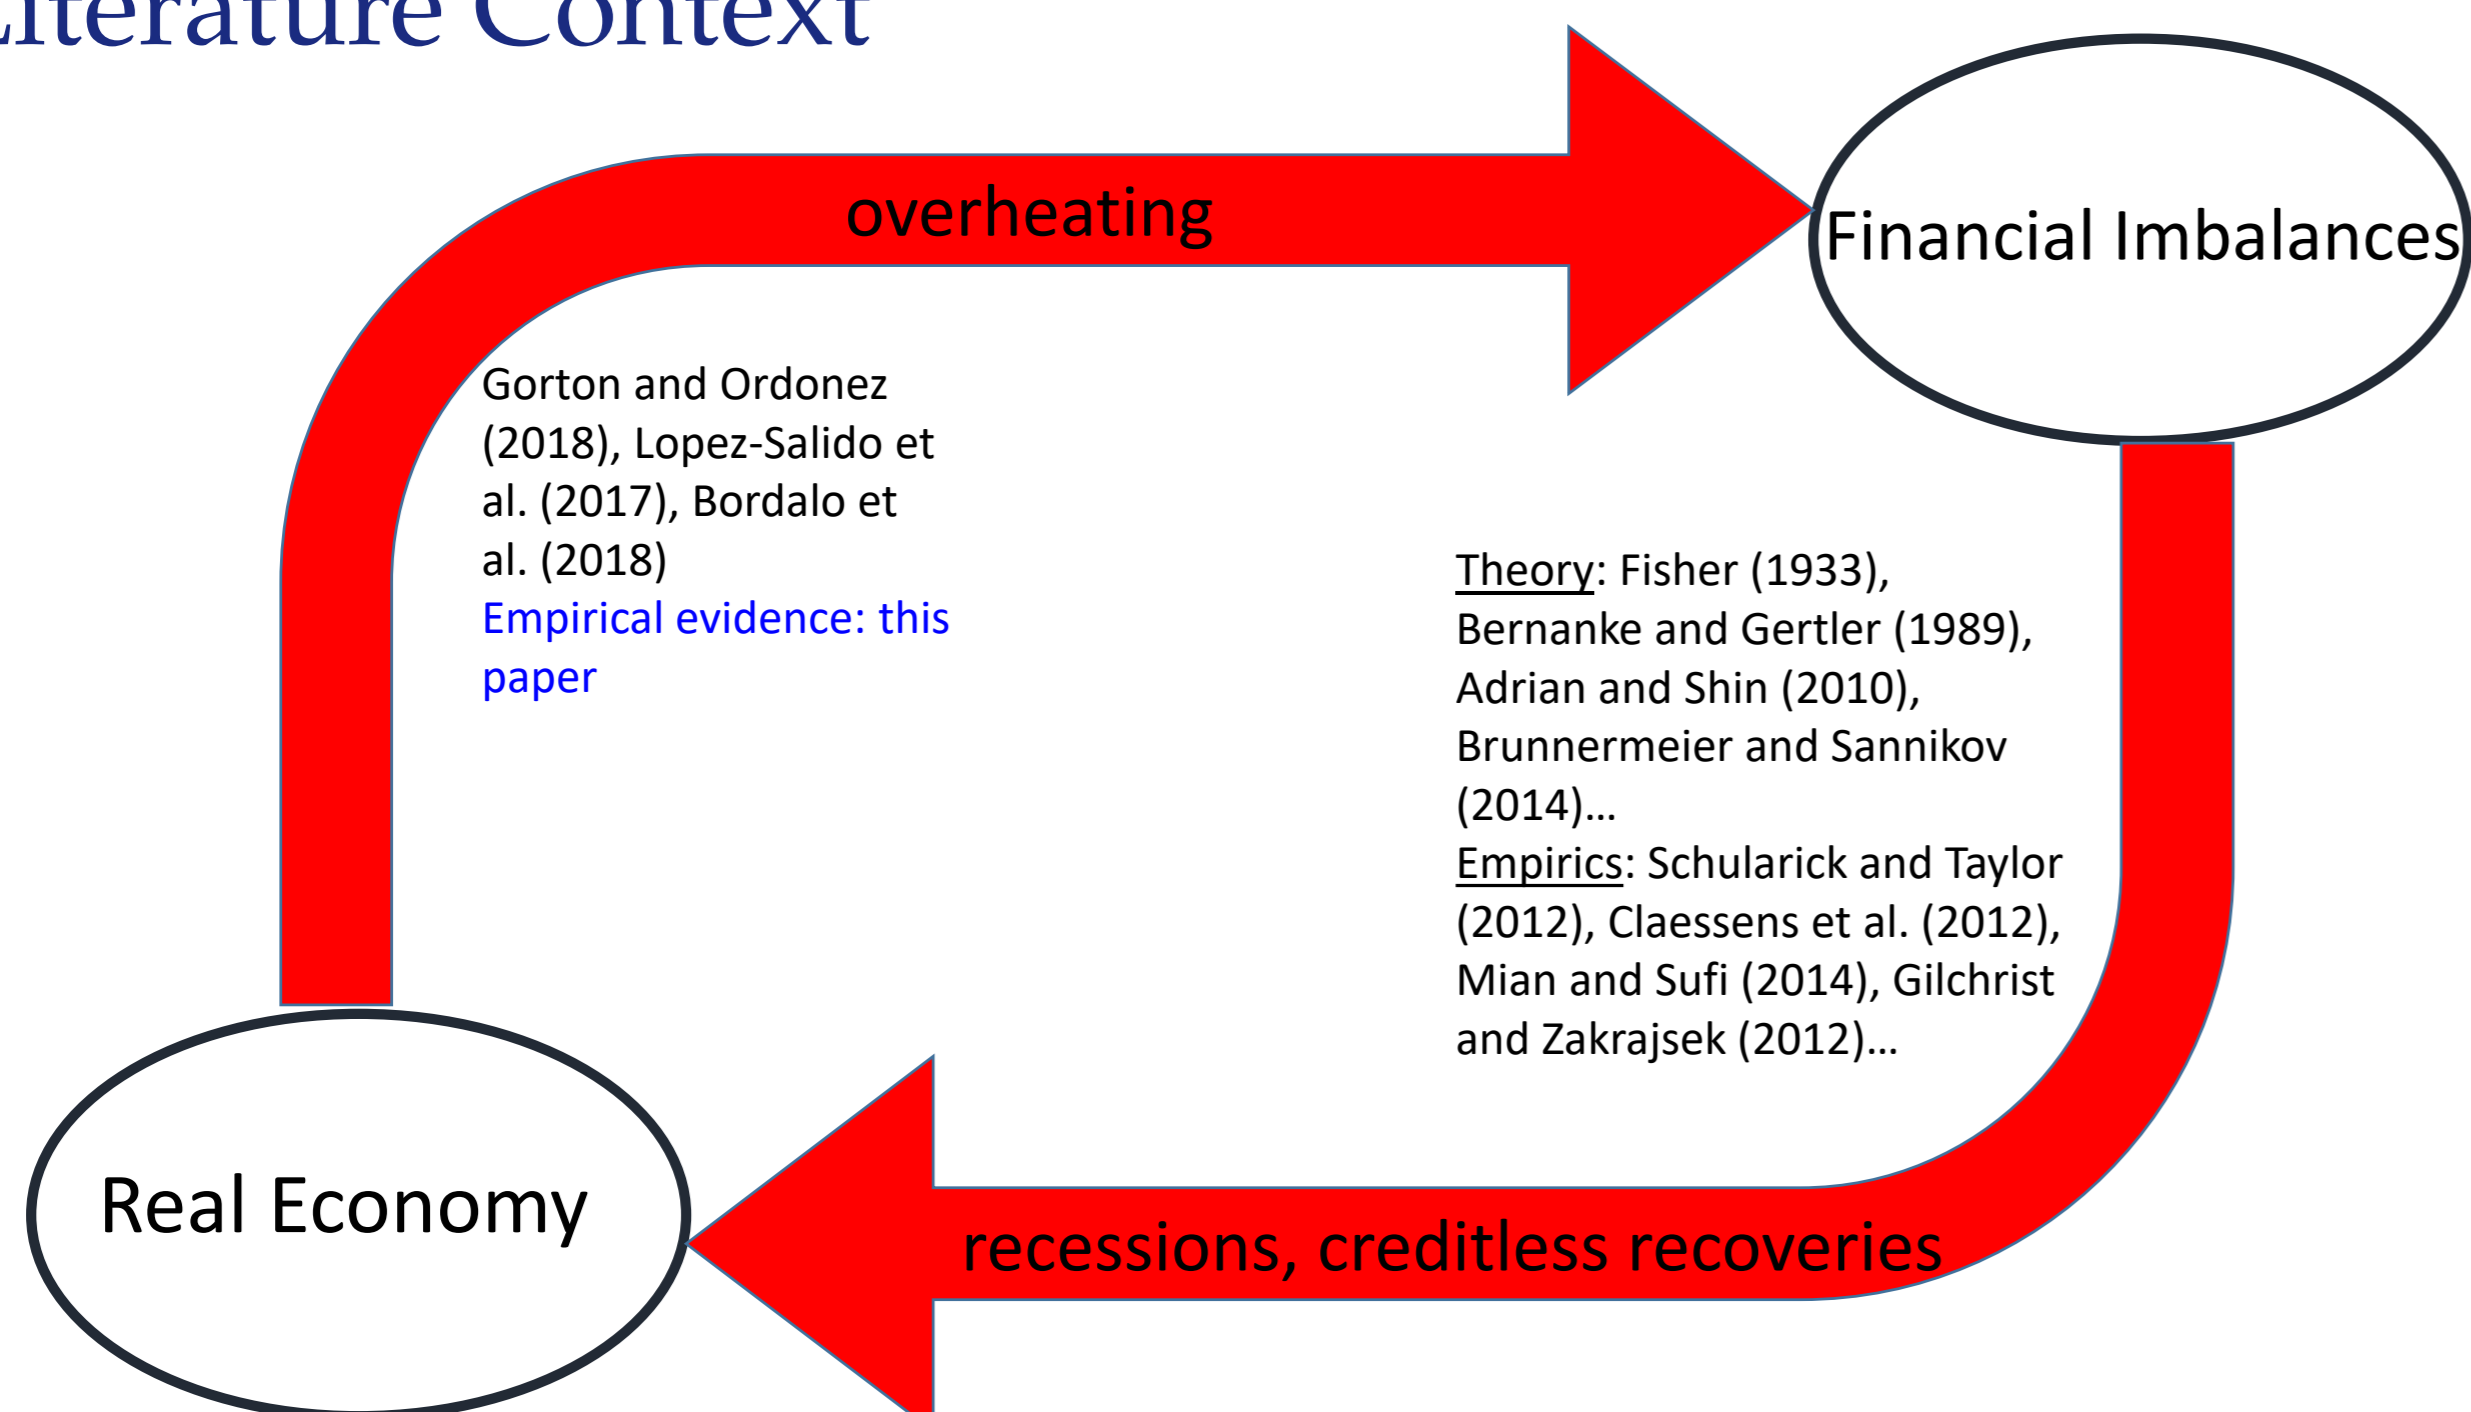 Literature Context
overheating
Financial Imbalances
Gorton and Ordonez
(2018), Lopez-Salido et
al. (2017), Bordalo et
al. (2018)
Empirical evidence: this
paper
Theory: Fisher (1933),
Bernanke and Gertler (1989),
Adrian and Shin (2010),
Brunnermeier and Sannikov
(2014)…
Empirics: Schularick and Taylor
(2012), Claessens et al. (2012),
Mian and Sufi (2014), Gilchrist
and Zakrajsek (2012)…
Real Economy
recessions, creditless recoveries